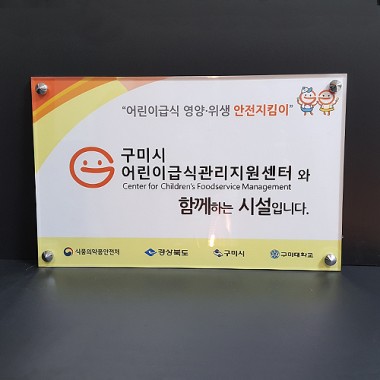 “어린이급식 영양·위생 안전지킴이”
구미시
어린이급식관리지원센터 와
Center for Children's Foodservice Management
함께하는 시설입니다.
식품의약품안전처 경상북도 구미시 구미대학교